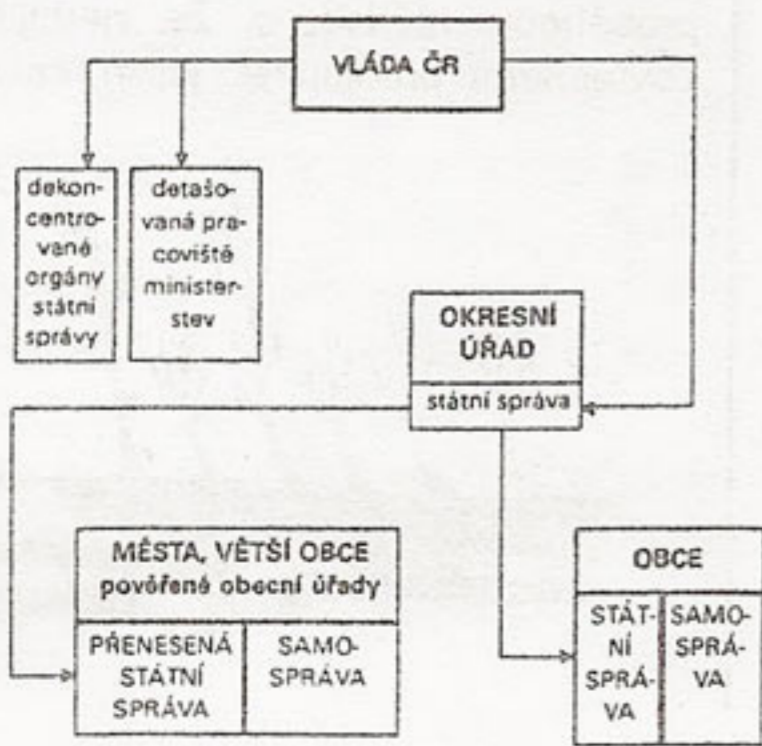 VLÁDA ČR
dekon-
centro-
vané
orgány
státní
správy
detašo-
vaná pra-
coviště
minister-
stev
OKRESNÍ
ÚŘAD
státní správa
MĚSTA, VĚTŠÍ OBCE
pověřené obecní úřady
PŘENESENÁ
STÁTNÍ
SPRÁVA
SAMO-
SPRÁVA
OBCE
STÁT-
NÍ
SPRÁ-
VA
SAMO-
SPRÁ-
VA